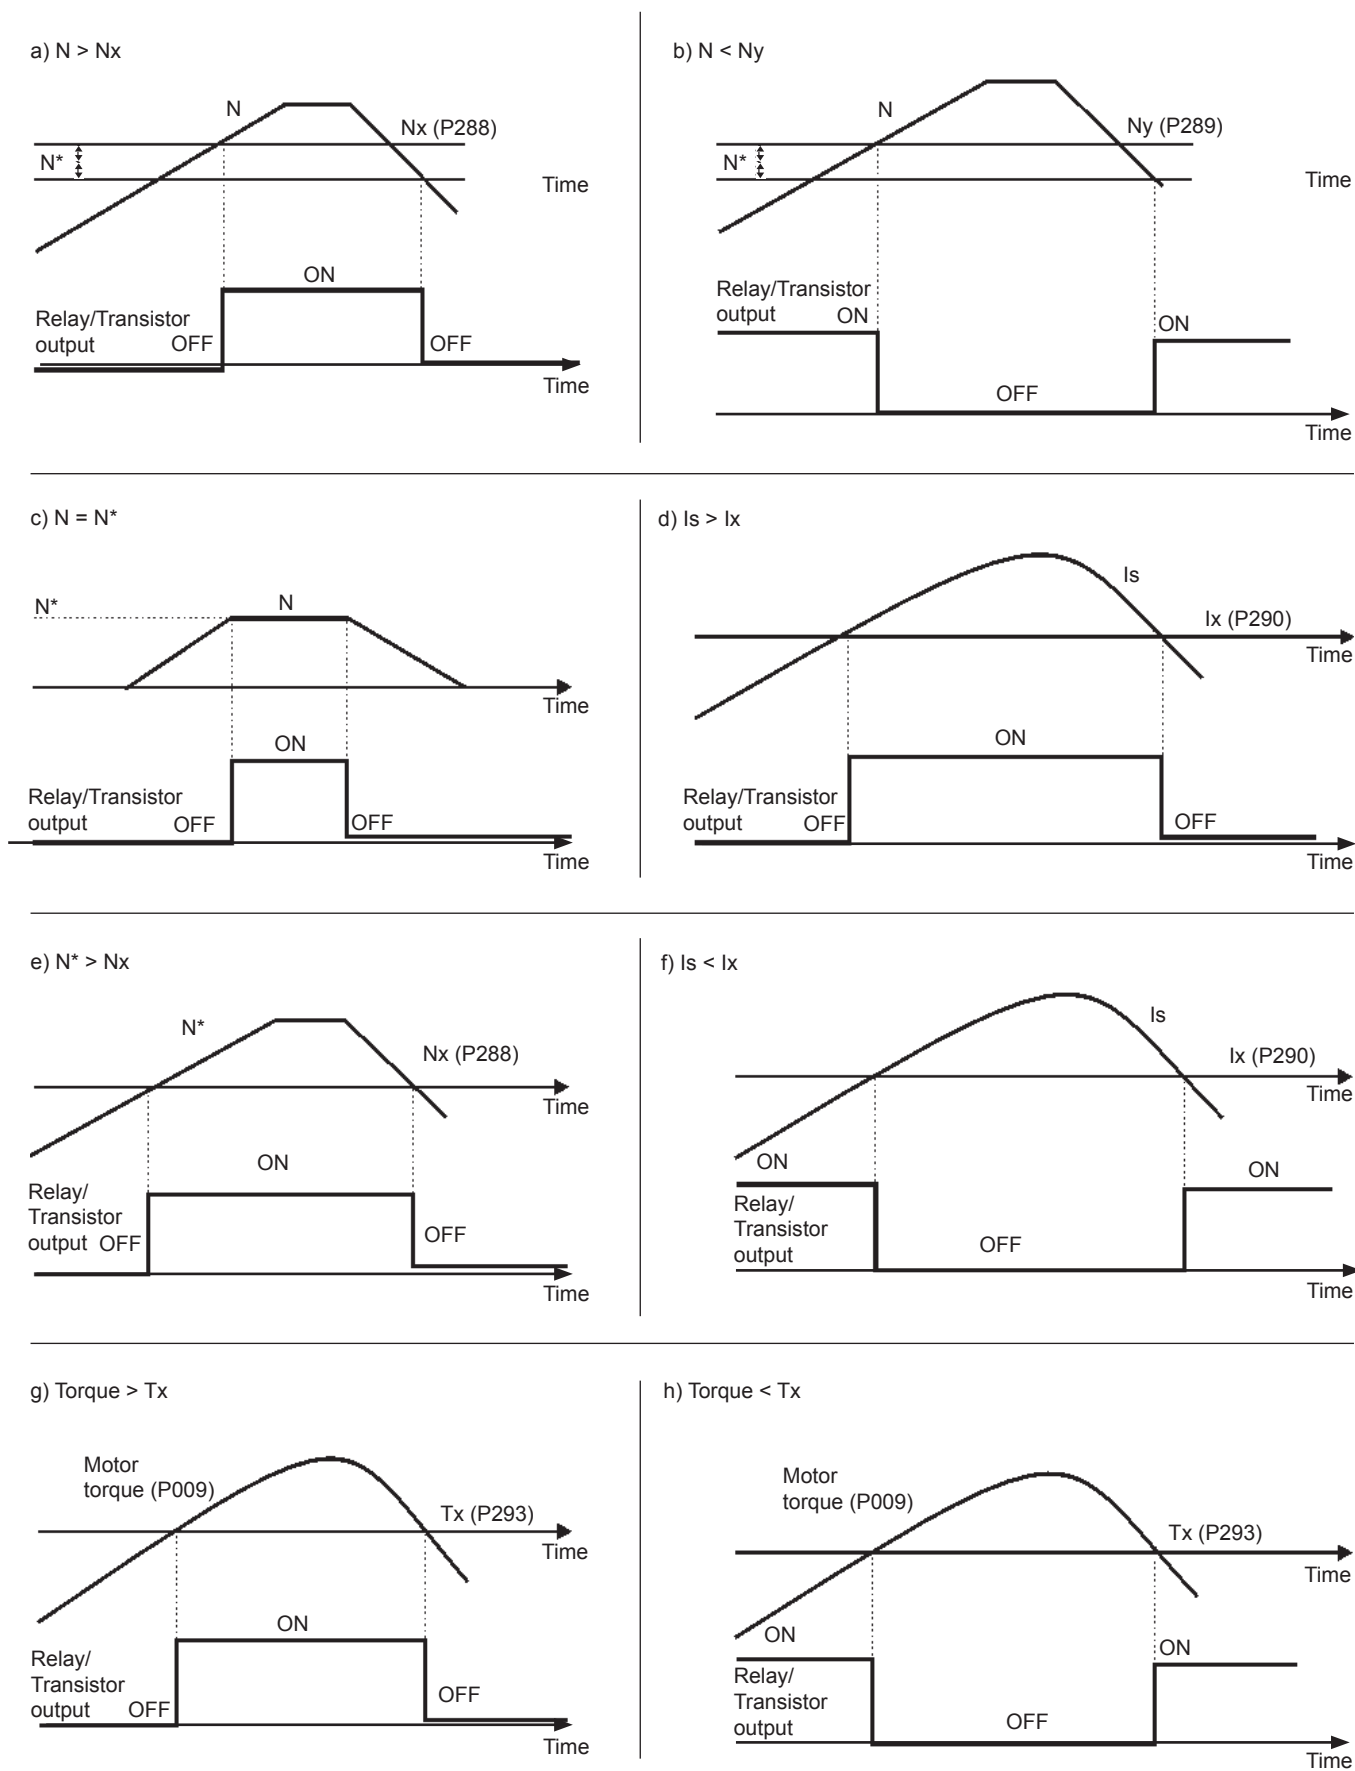 a) N > Nx
N
Nx (P288)
N*
Time
ON
Relay/Transistor
output OFF
OFF
Time
b) N < Ny
N
Ny (P289)
N*
Time
Relay/Transistor
output ON
ON
OFF
Time
c) N = N*
N*
N
Time
ON
Relay/Transistor
output OFF
OFF
Time
d) Is > Ix
Is
Ix (P290)
Time
ON
Relay/Transistor
output OFF
OFF
Time
e) N* > Nx
N*
Nx (P288)
Time
ON
Relay/
Transistor
output OFF
OFF
Time
f) Is < Ix
Is
Ix (P290)
Time
ON
ON
Relay/
Transistor
output
OFF
Time
g) Torque > Tx
Motor
torque (P009)
Tx (P293)
Time
ON
Relay/
Transistor
output OFF
OFF
Time
h) Torque < Tx
Motor
torque (P009)
Tx (P293)
Time
ON
ON
Relay/
Transistor
output
OFF
Time